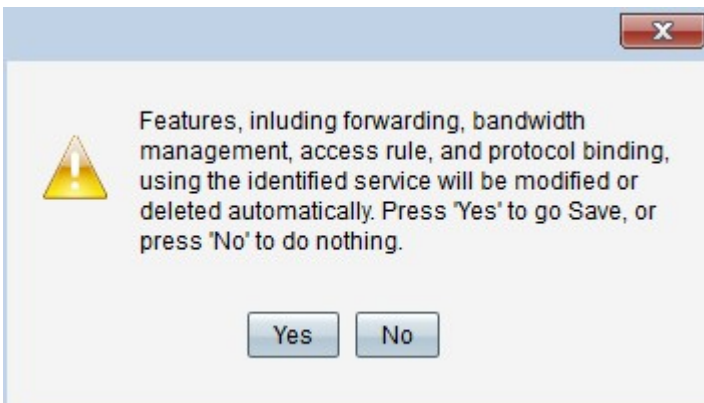 Features, inluding forwarding, bandwidth
management, access rule, and protocol binding,
using the identified service will be modified or
deleted automatically. Press 'Yes' to go Save, or
press 'No' to do nothing.
Yes
No